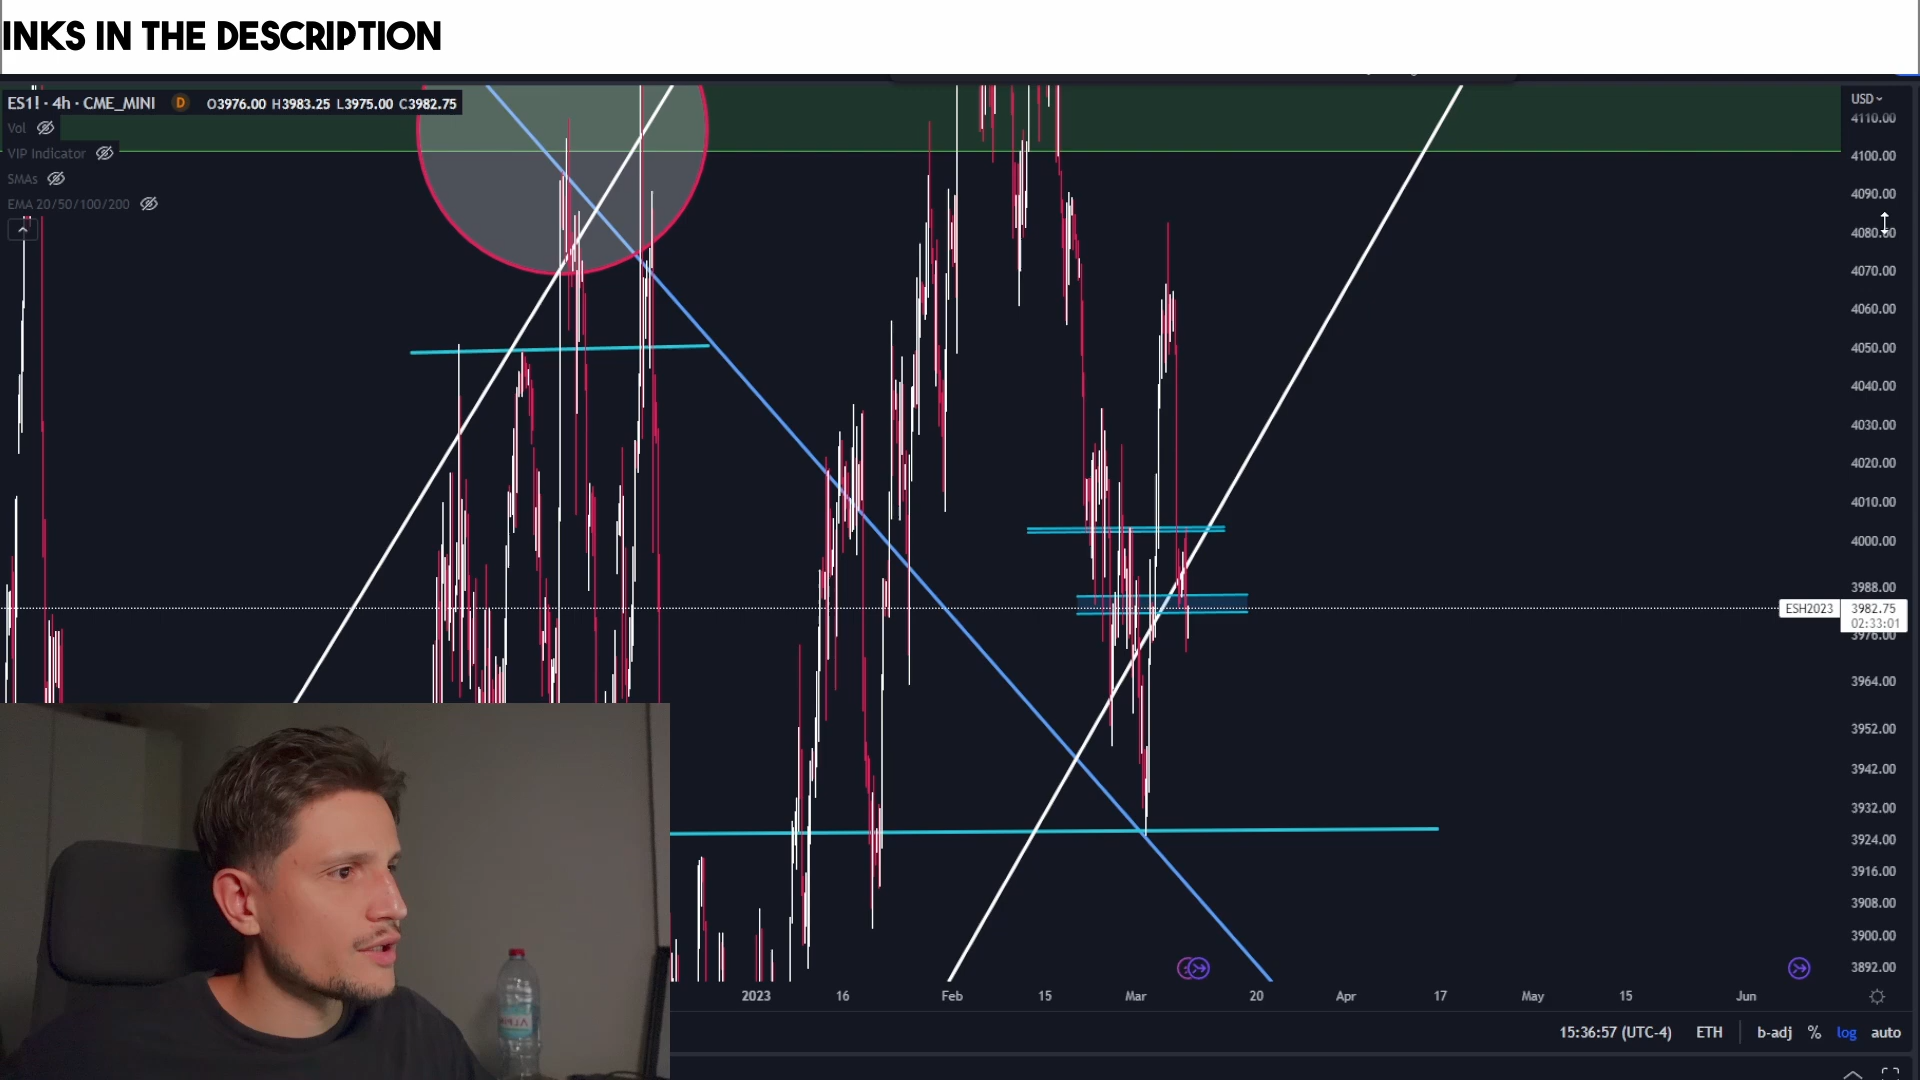 INKS IN THE DESCRIPTION
ES1! · 4h · CME_MINI D O3976.00 H3983.25 L3975.00 C3982.75
USD
4110.00
Vol
VIP Indicator
4100.00
SMAs
4090.00
EMA 20/50/100/200
4080.00
4070.00
4060.00
4050.00
4040.00
4030.00
4020.00
4010.00
4000.00
3988.00
ESH2023 3982.75
02:33:01
3976.00
3964.00
3952.00
3942.00
3932.00
3924.00
3916.00
3908.00
3900.00
3892.00
2023 16 Feb 15 Mar 20 Apr 17 May 15 Jun
15:36:57 (UTC-4) ETH b-adj % log auto